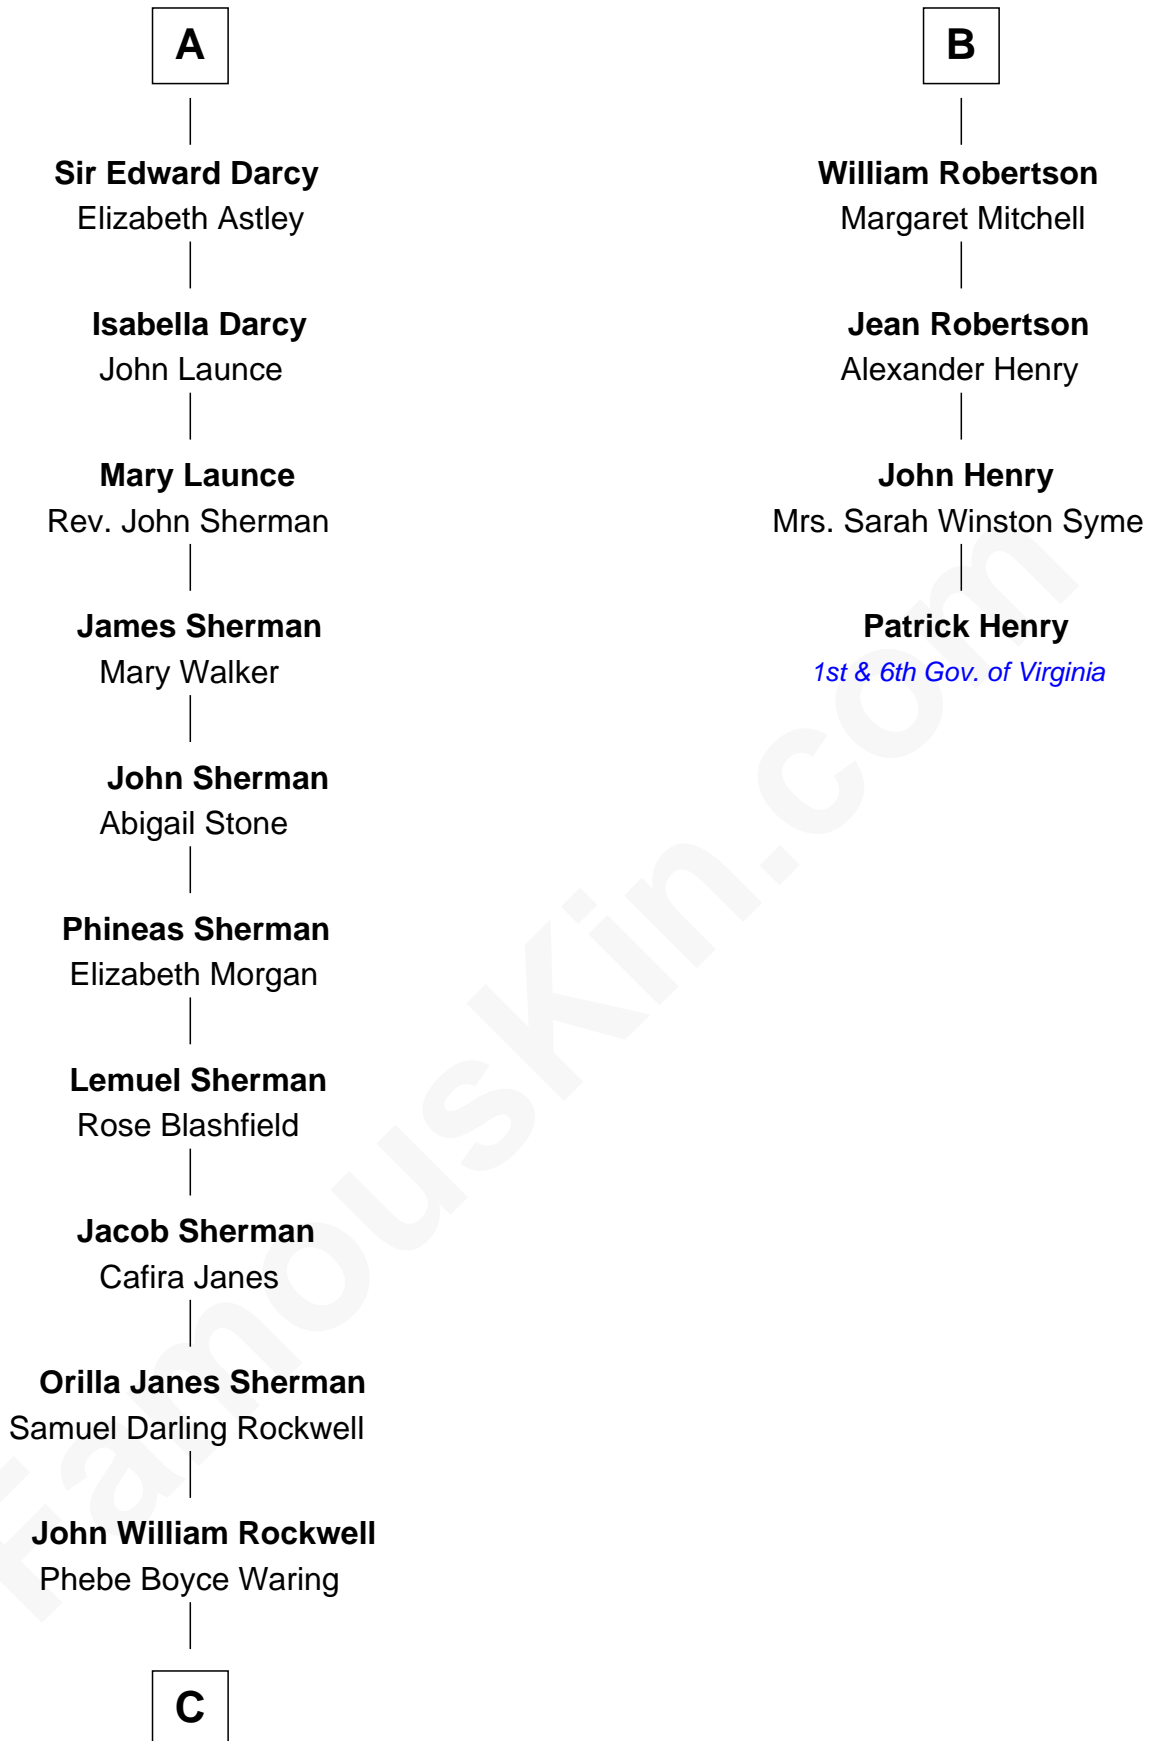 A
Sir Edward Darcy
Elizabeth Astley
Isabella Darcy
John Launce
Mary Launce
Rev. John Sherman
James Sherman
Mary Walker
John Sherman
Abigail Stone
Phineas Sherman
Elizabeth Morgan
Lemuel Sherman
Rose Blashfield
Jacob Sherman
Cafira Janes
Orilla Janes Sherman
Samuel Darling Rockwell
John William Rockwell
Phebe Boyce Waring
C
B
William Robertson
Margaret Mitchell
Jean Robertson
Alexander Henry
John Henry
Mrs. Sarah Winston Syme
Patrick Henry
1st & 6th Gov. of Virginia
FamousKin.com